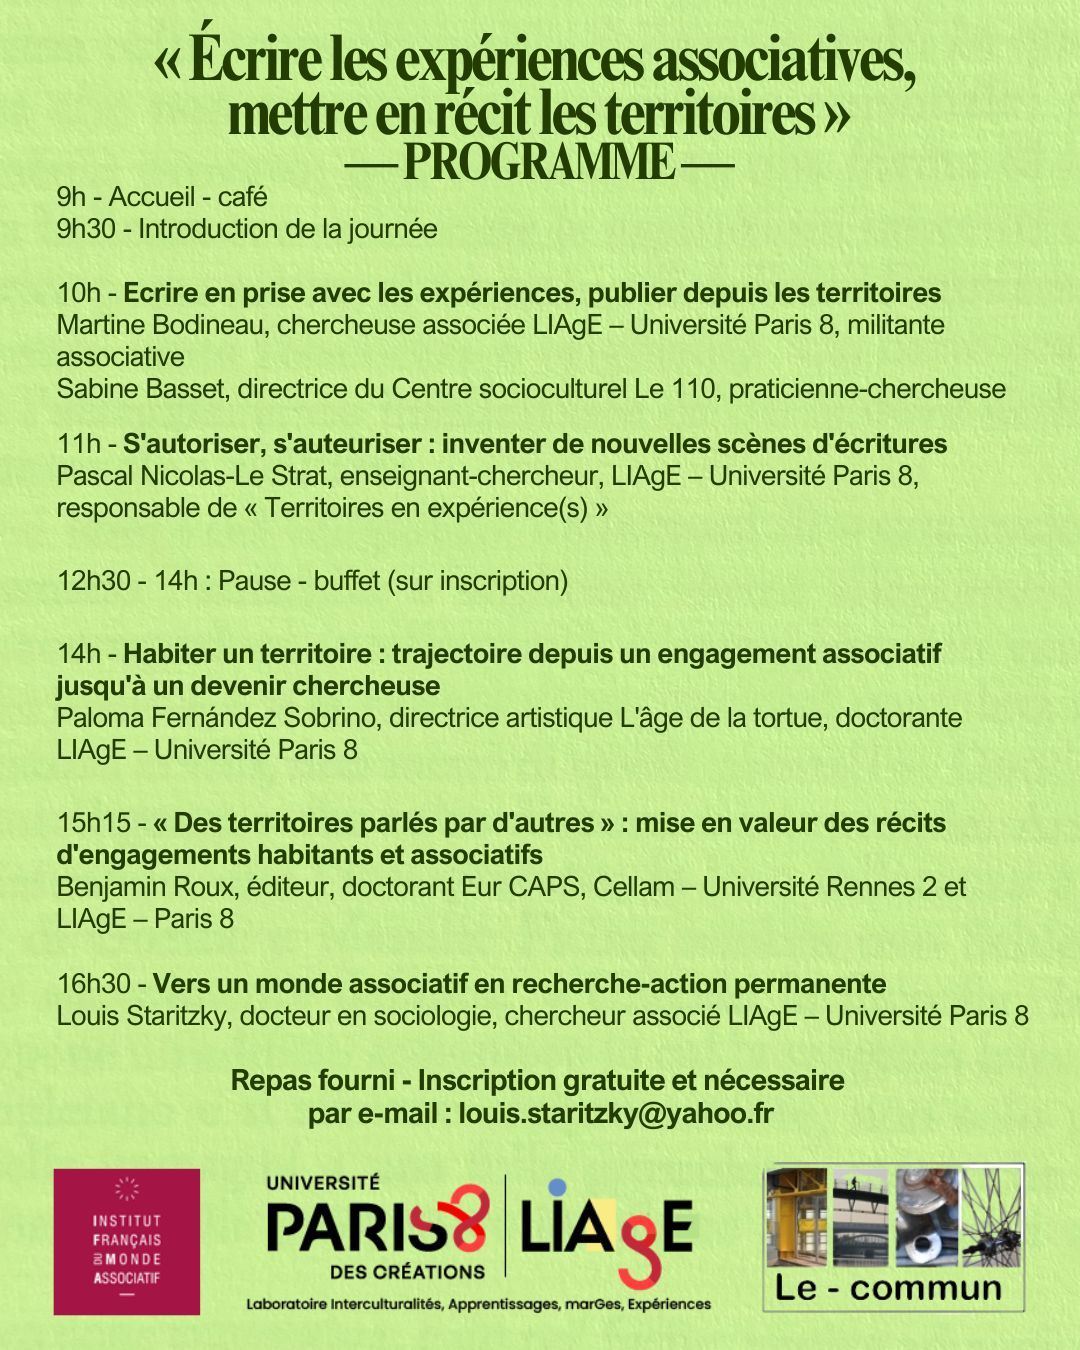 « Écrire les expériences associatives,
mettre en récit les territoires »
— PROGRAMME —
9h - Accueil - café
9h30 - Introduction de la journée
10h - Ecrire en prise avec les expériences, publier depuis les territoires
Martine Bodineau, chercheuse associée LIAgE – Université Paris 8, militante
associative
Sabine Basset, directrice du Centre socioculturel Le 110, praticienne-chercheuse
11h - S'autoriser, s'auteuriser : inventer de nouvelles scènes d'écritures
Pascal Nicolas-Le Strat, enseignant-chercheur, LIAgE – Université Paris 8,
responsable de « Territoires en expérience(s) »
12h30 - 14h : Pause - buffet (sur inscription)
14h - Habiter un territoire : trajectoire depuis un engagement associatif
jusqu'à un devenir chercheuse
Paloma Fernández Sobrino, directrice artistique L'âge de la tortue, doctorante
LIAgE – Université Paris 8
15h15 - « Des territoires parlés par d'autres » : mise en valeur des récits
d'engagements habitants et associatifs
Benjamin Roux, éditeur, doctorant Eur CAPS, Cellam – Université Rennes 2 et
LIAgE – Paris 8
16h30 - Vers un monde associatif en recherche-action permanente
Louis Staritzky, docteur en sociologie, chercheur associé LIAgE – Université Paris 8
Repas fourni - Inscription gratuite et nécessaire
par e-mail : louis.staritzky@yahoo.fr
INSTITUT
FRANÇAIS
DU MONDE
ASSOCIATIF
UNIVERSITÉ
PARIS 8
DES CRÉATIONS
LIAgE
Laboratoire Interculturalités, Apprentissages, marGes, Expériences
Le - commun